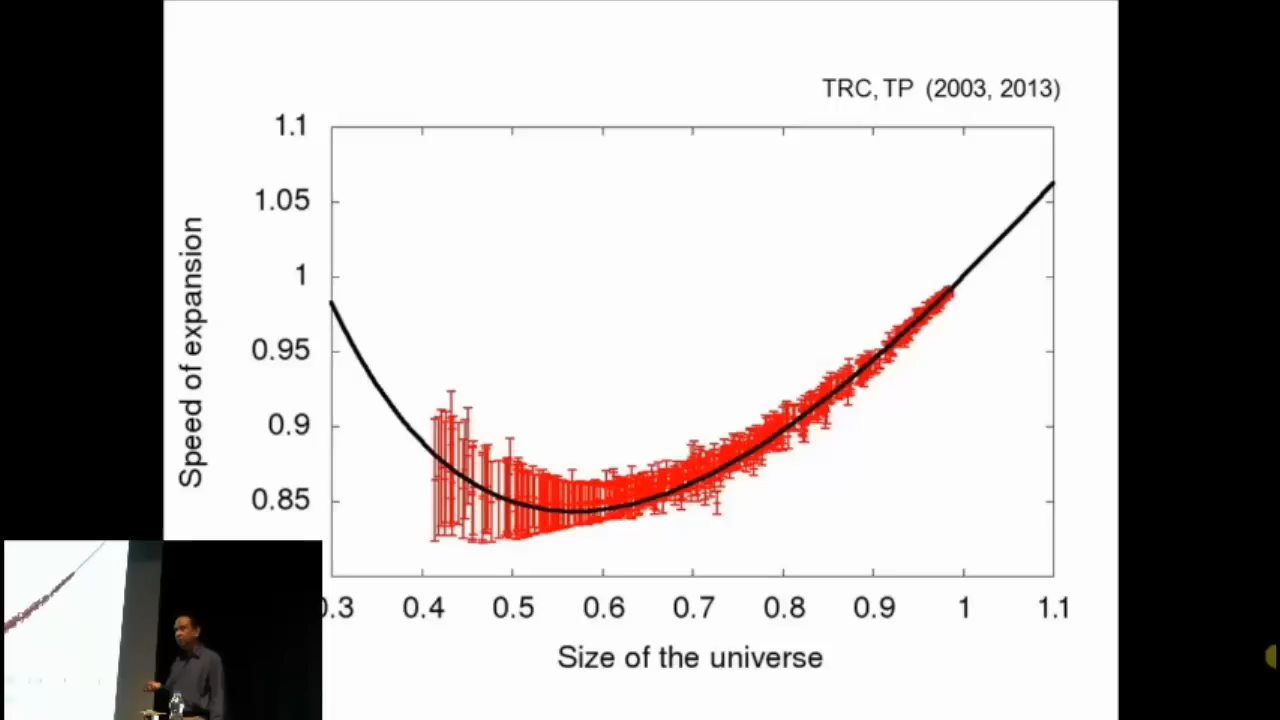 TRC, TP (2003, 2013)
1.1
1.05
1
0.95
0.9
0.85
Speed of expansion
0.3 0.4 0.5 0.6 0.7 0.8 0.9 1 1.1
Size of the universe